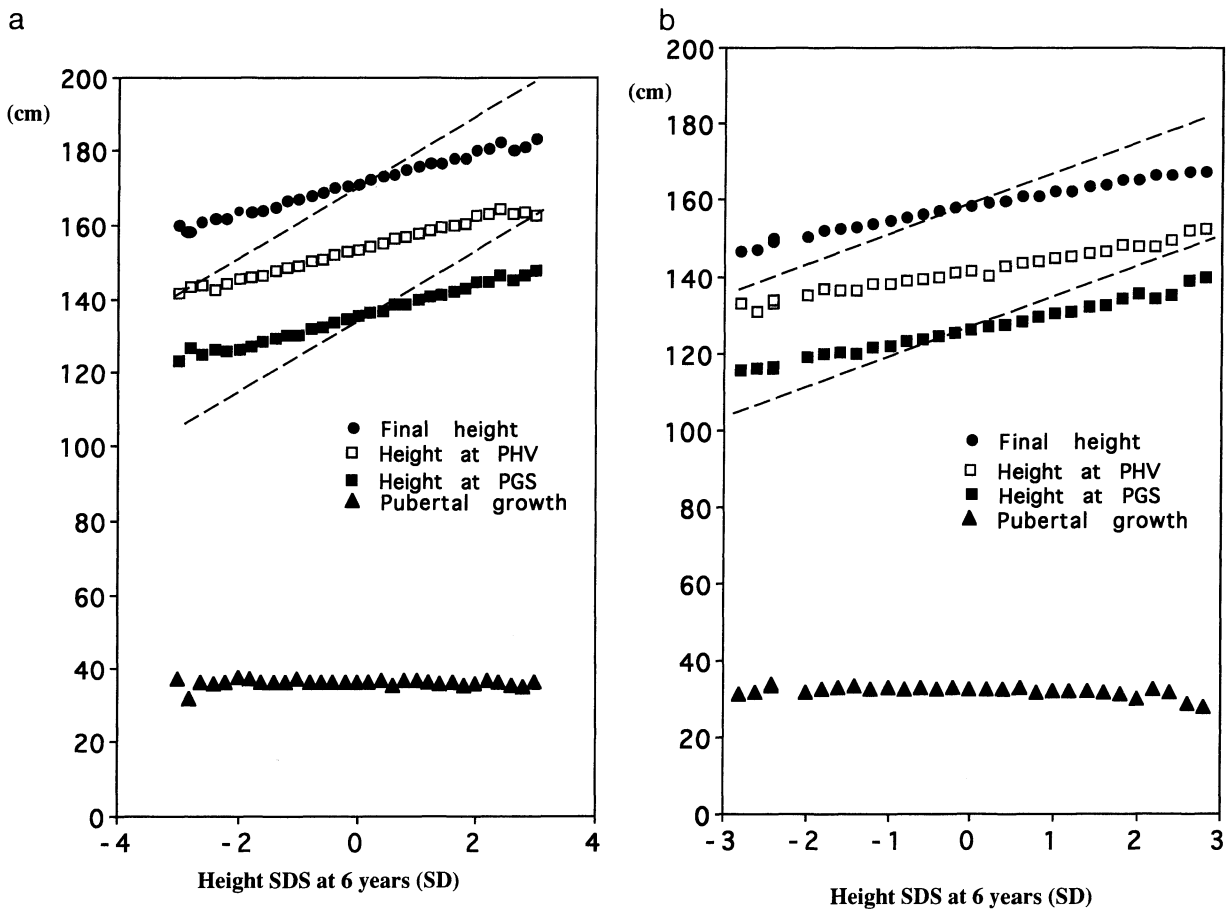 a
200
(cm)
180
160
140
120
100
80
60
40
20
0
-4
-2
0
2
4
Final height
Height at PHV
Height at PGS
Pubertal growth
Height SDS at 6 years (SD)
b
200
(cm)
180
160
140
120
100
80
60
40
20
0
-3
-2
-1
0
1
2
3
Final height
Height at PHV
Height at PGS
Pubertal growth
Height SDS at 6 years (SD)